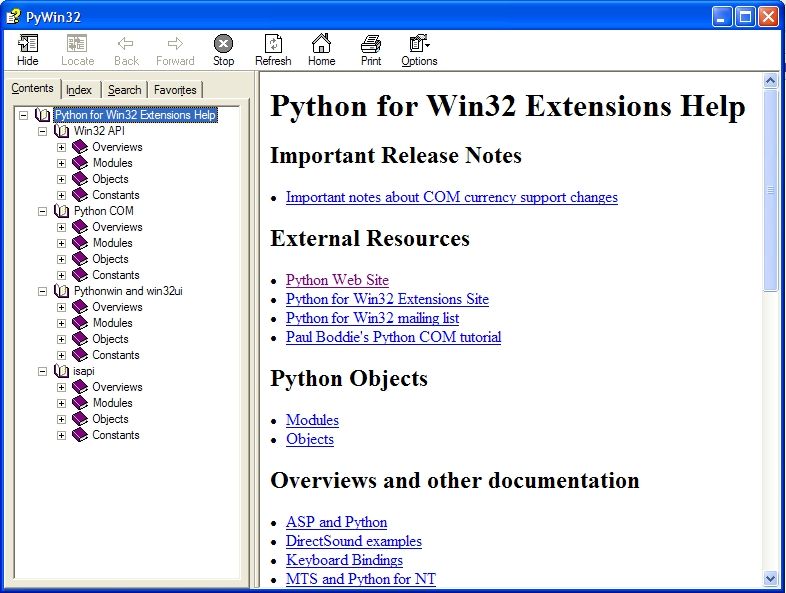 PyWin32
Hide Locate Back Forward Stop Refresh Home Print Options
Contents Index Search Favorites
Python for Win32 Extensions Help
Win32 API
Overviews
Modules
Objects
Constants
Python COM
Overviews
Modules
Objects
Constants
Pythonwin and win32ui
Overviews
Modules
Objects
Constants
isapi
Overviews
Modules
Objects
Constants
Python for Win32 Extensions Help
Important Release Notes
Important notes about COM currency support changes
External Resources
Python Web Site
Python for Win32 Extensions Site
Python for Win32 mailing list
Paul Boddie's Python COM tutorial
Python Objects
Modules
Objects
Overviews and other documentation
ASP and Python
DirectSound examples
Keyboard Bindings
MTS and Python for NT